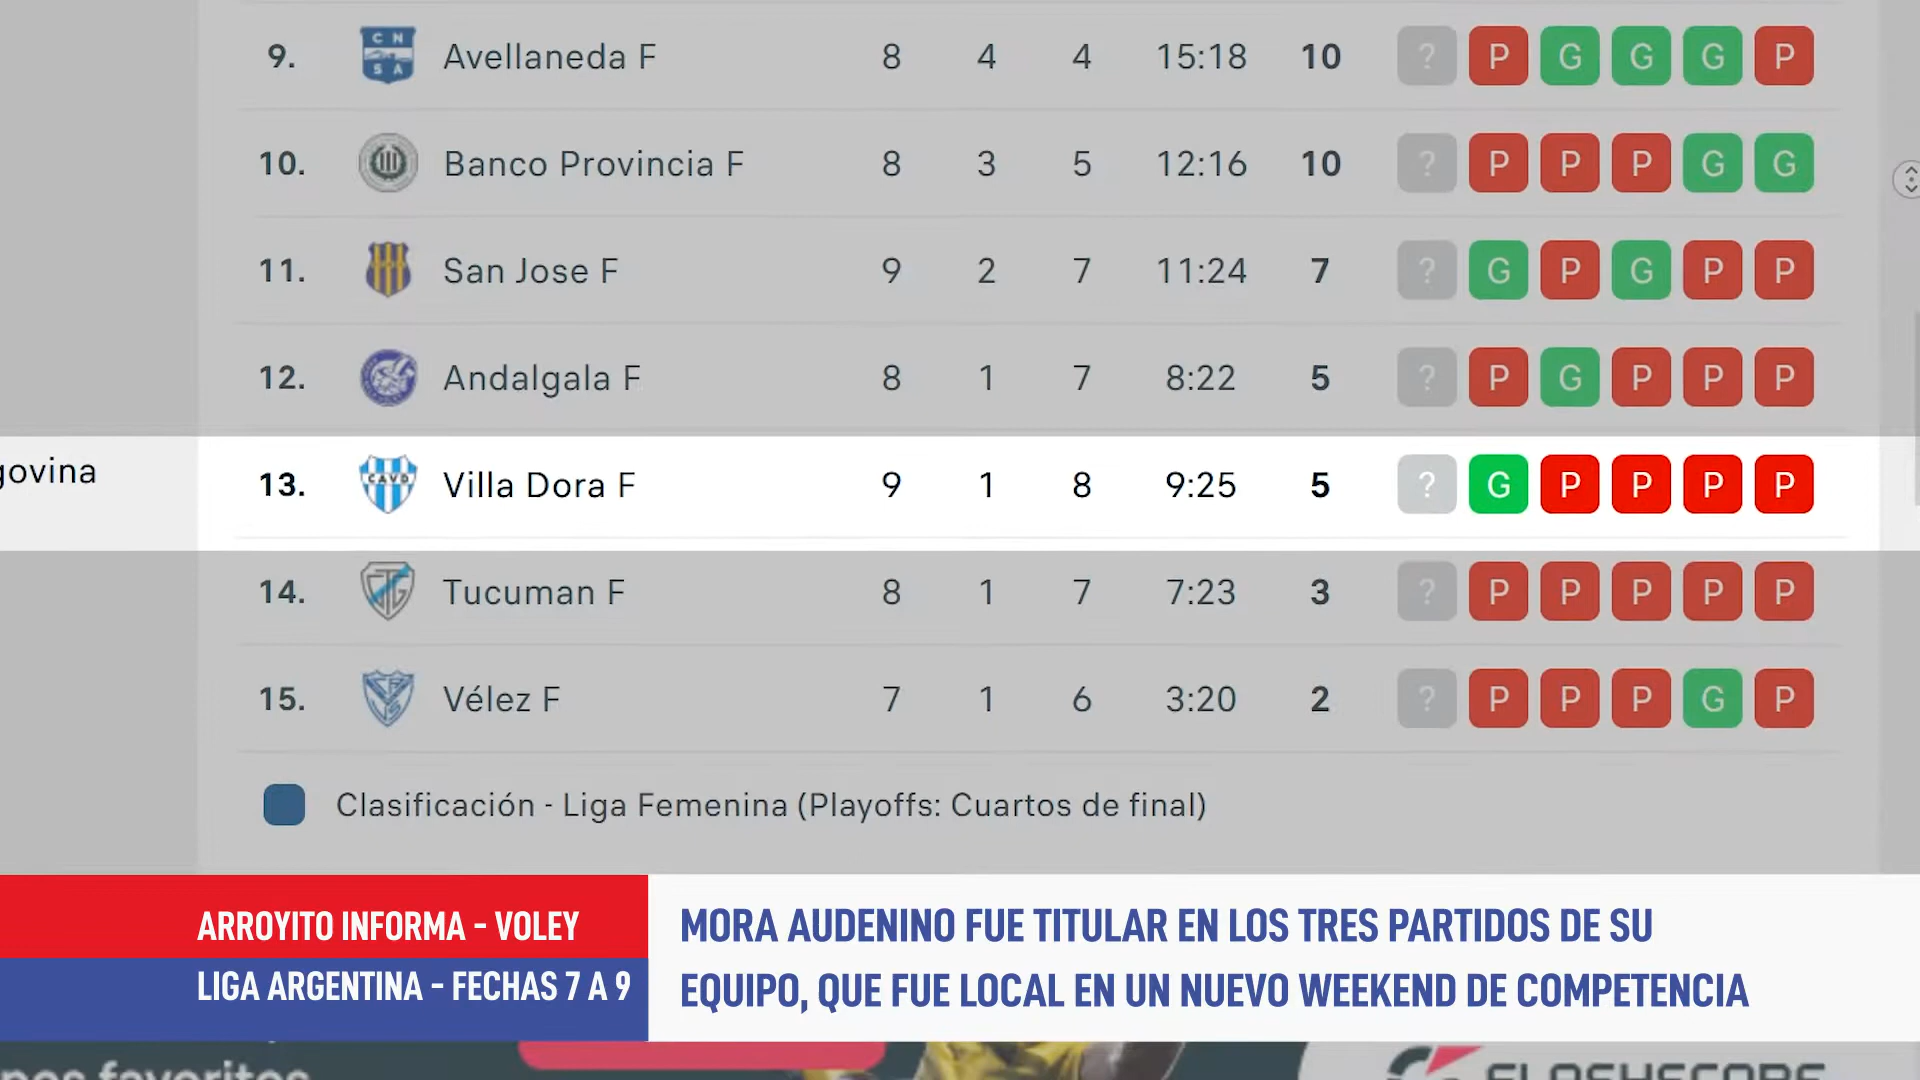 9. CN SA Avellaneda F 8 4 4 15:18 10 ? P G G G P
10. Banco Provincia F 8 3 5 12:16 10 ? P P P G G
11. San Jose F 9 2 7 11:24 7 ? G P G P P
12. Andalgala F 8 1 7 8:22 5 ? P G P P P
govina
13. CAVD Villa Dora F 9 1 8 9:25 5 ? G P P P P
14. Tucuman F 8 1 7 7:23 3 ? P P P P P
15. Vélez F 7 1 6 3:20 2 ? P P P G P
Clasificación - Liga Femenina (Playoffs: Cuartos de final)
ARROYITO INFORMA - VOLEY
LIGA ARGENTINA - FECHAS 7 A 9
MORA AUDENINO FUE TITULAR EN LOS TRES PARTIDOS DE SU
EQUIPO, QUE FUE LOCAL EN UN NUEVO WEEKEND DE COMPETENCIA
favoritos
FLASHSCORE